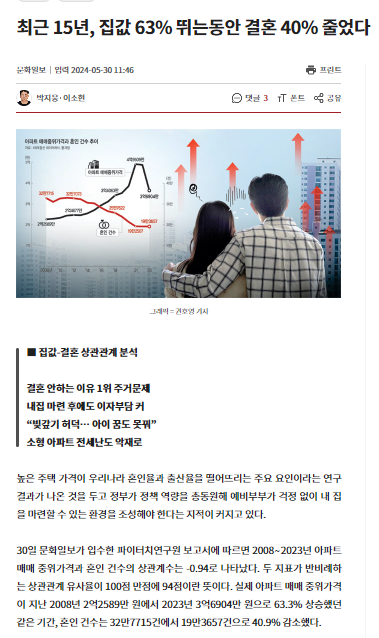 최근 15년, 집값 63% 뛰는동안 결혼 40% 줄었다
문화일보 | 입력 2024-05-30 11:46
프린트
박지웅·이소현
댓글 3
폰트
공유
아파트 매매중위가격과 혼인 건수 추이
아파트 매매중위가격
32만7715
2억2589만
혼인 건수
19만3657
그래픽 = 권호영 기자
■ 집값-결혼 상관관계 분석
결혼 안하는 이유 1위 주거문제
내집 마련 후에도 이자부담 커
“빚갚기 허덕… 아이 꿈도 못꿔”
소형 아파트 전세난도 악재로
높은 주택 가격이 우리나라 혼인율과 출산율을 떨어뜨리는 주요 요인이라는 연구
결과가 나온 것을 두고 정부가 정책 역량을 총동원해 예비부부가 걱정 없이 내 집
을 마련할 수 있는 환경을 조성해야 한다는 지적이 커지고 있다.
30일 문화일보가 입수한 파이터치연구원 보고서에 따르면 2008~2023년 아파트
매매 중위가격과 혼인 건수의 상관계수는 -0.94로 나타났다. 두 지표가 반비례하
는 상관관계 유사율이 100점 만점에 94점이란 뜻이다. 실제 아파트 매매 중위가격
이 지난 2008년 2억2589만 원에서 2023년 3억6904만 원으로 63.3% 상승했던
같은 기간, 혼인 건수는 32만7715건에서 19만3657건으로 40.9% 감소했다.